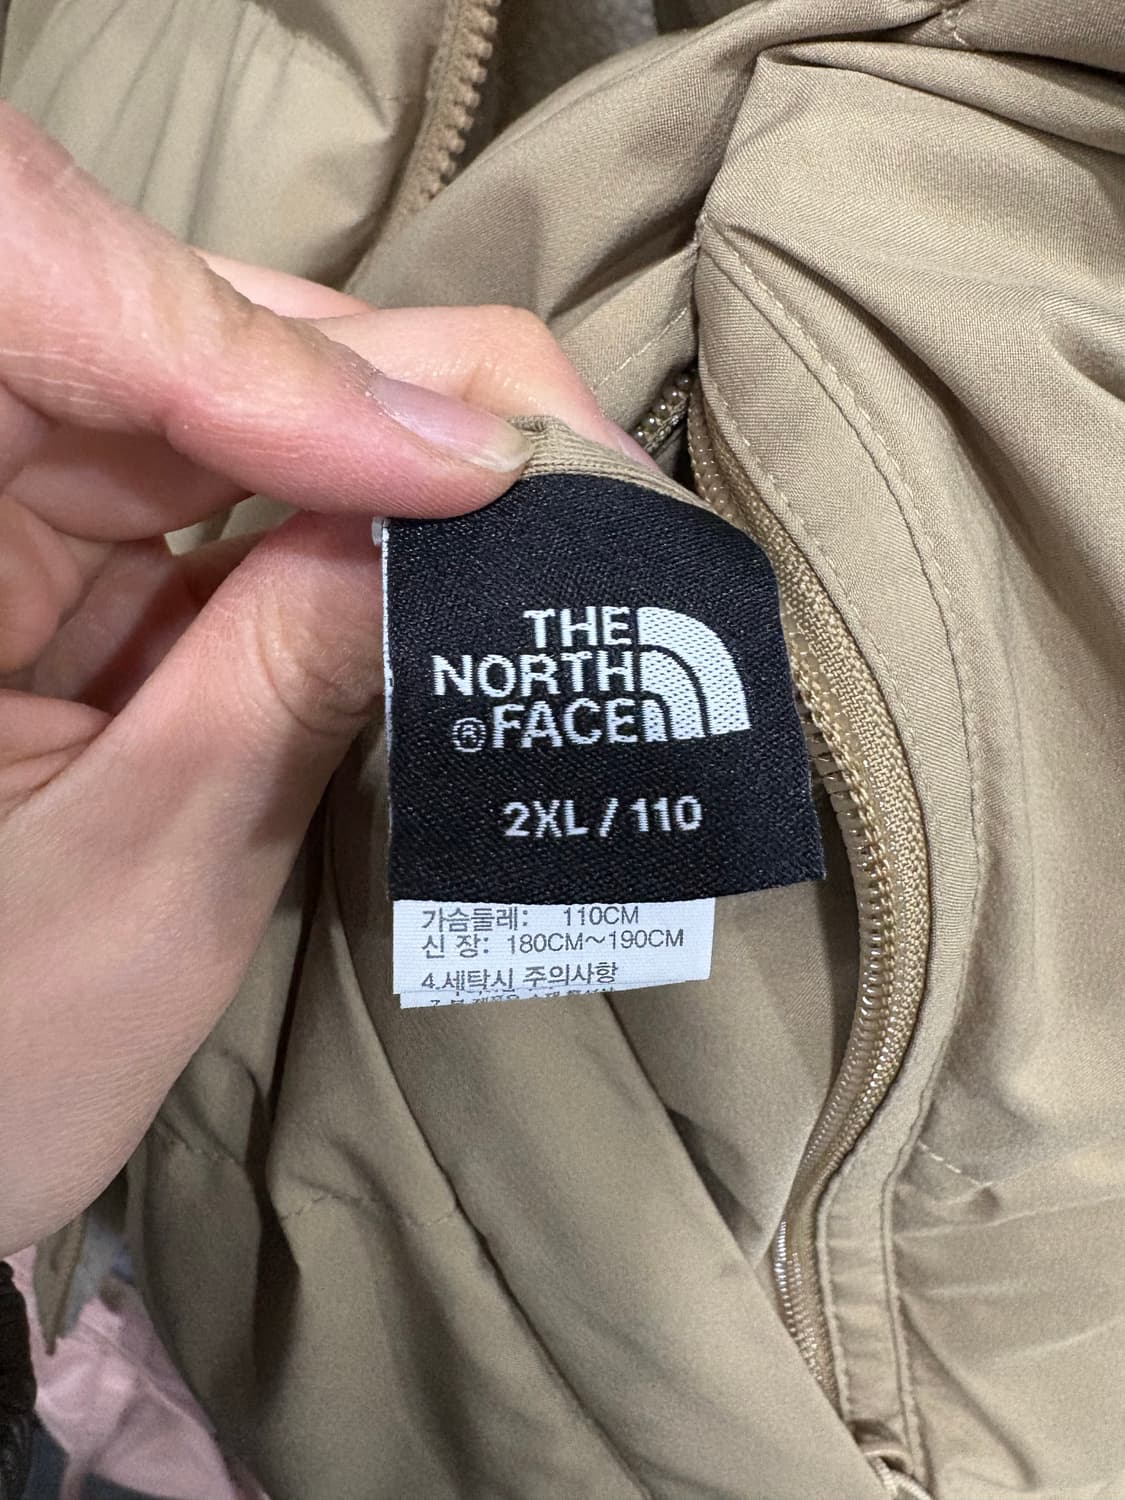 THE
NORTH
®FACE
2XL / 110
가슴둘레: 110CM
신 장: 180CM~190CM
4.세탁시 주의사항